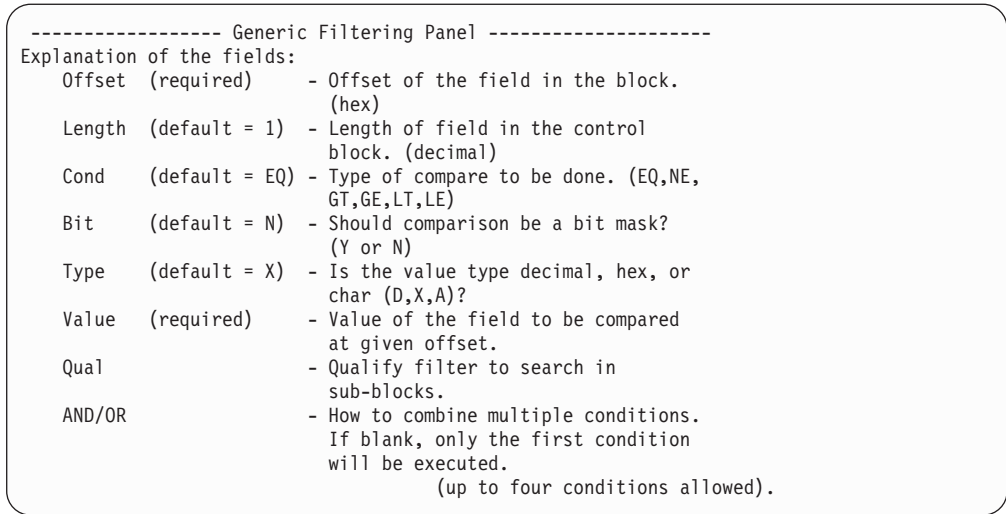 ------------------ Generic Filtering Panel ---------------------
Explanation of the fields:
Offset (required) - Offset of the field in the block.
(hex)
Length (default = 1) - Length of field in the control
block. (decimal)
Cond (default = EQ) - Type of compare to be done. (EQ,NE,
GT,GE,LT,LE)
Bit (default = N) - Should comparison be a bit mask?
(Y or N)
Type (default = X) - Is the value type decimal, hex, or
char (D,X,A)?
Value (required) - Value of the field to be compared
at given offset.
Qual - Qualify filter to search in
sub-blocks.
AND/OR - How to combine multiple conditions.
If blank, only the first condition
will be executed.
(up to four conditions allowed).